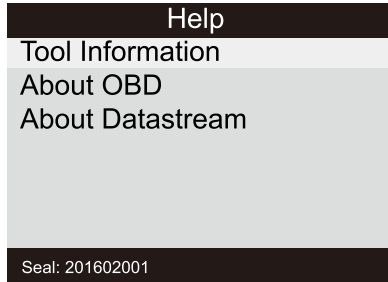 Help
Tool Information
About OBD
About Datastream
Seal: 201602001